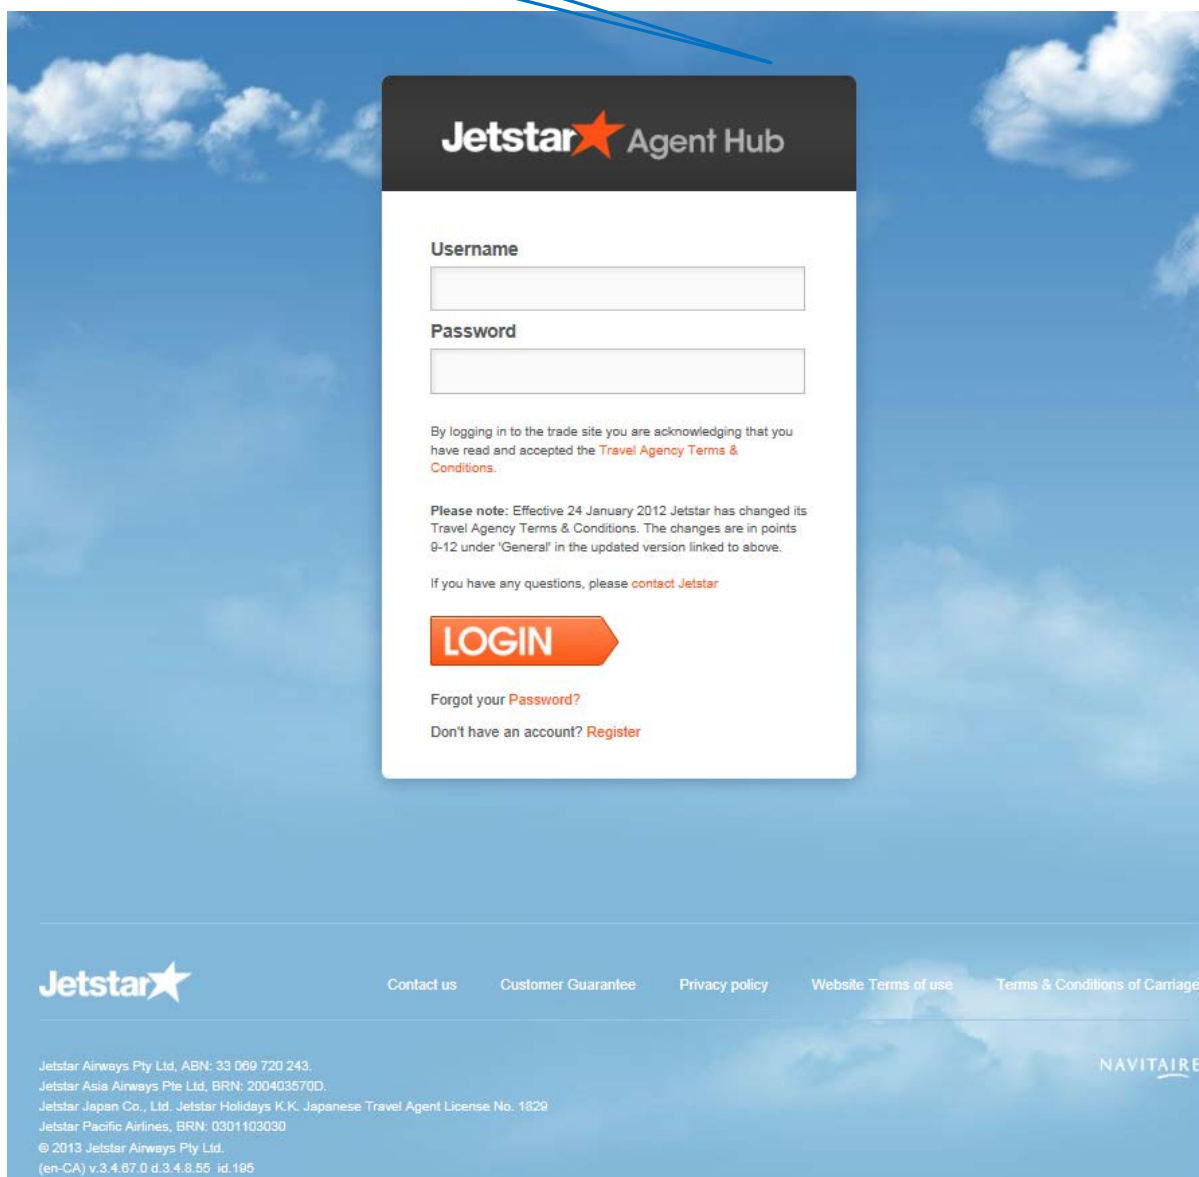 Jetstar Agent Hub
Username
Password
By logging in to the trade site you are acknowledging that you
have read and accepted the Travel Agency Terms &
Conditions.
Please note: Effective 24 January 2012 Jetstar has changed its
Travel Agency Terms & Conditions. The changes are in points
9-12 under 'General' in the updated version linked to above.
If you have any questions, please contact Jetstar
LOGIN
Forgot your Password?
Don't have an account? Register
Jetstar
Contact us Customer Guarantee Privacy policy Website Terms of use Terms & Conditions of Carriage
Jetstar Airways Pty Ltd, ABN: 33 069 720 243.
NAVITAIRE
Jetstar Asia Airways Pte Ltd, BRN: 200403570D.
Jetstar Japan Co., Ltd. Jetstar Holidays K.K. Japanese Travel Agent License No. 1829
Jetstar Pacific Airlines, BRN: 0301103030
© 2013 Jetstar Airways Pty Ltd.
(en-CA) v.3.4.67.0 d.3.4.8.55 id.195